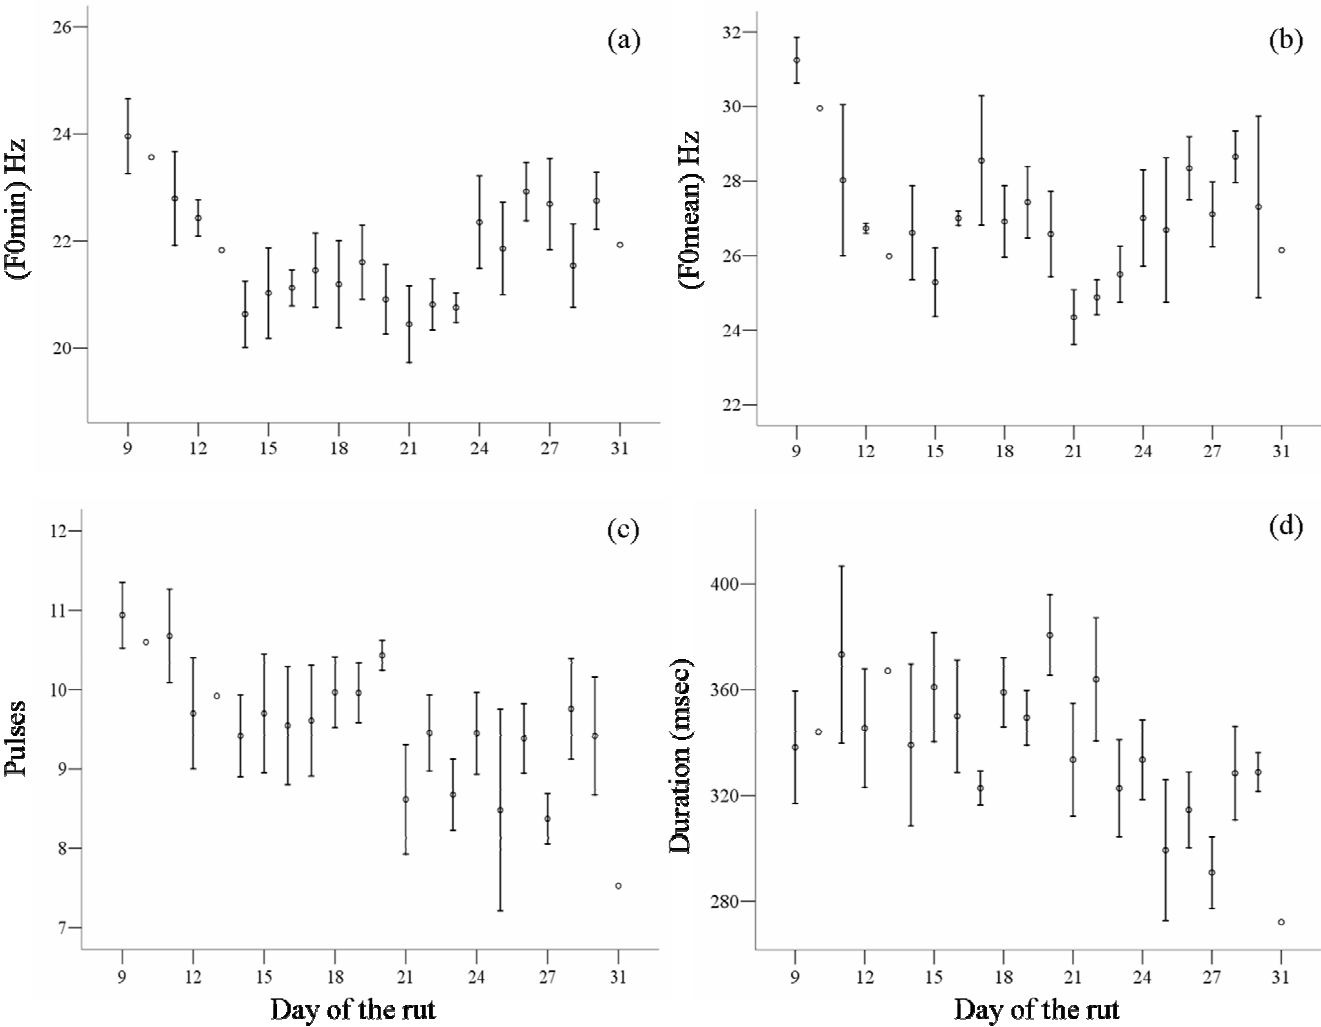 (a)
(F0min) Hz
26
24
22
20
9 12 15 18 21 24 27 31
(b)
(F0mean) Hz
32
30
28
26
24
22
9 12 15 18 21 24 27 31
(c)
Pulses
12
11
10
9
8
7
9 12 15 18 21 24 27 31
Day of the rut
(d)
Duration (msec)
400
360
320
280
9 12 15 18 21 24 27 31
Day of the rut